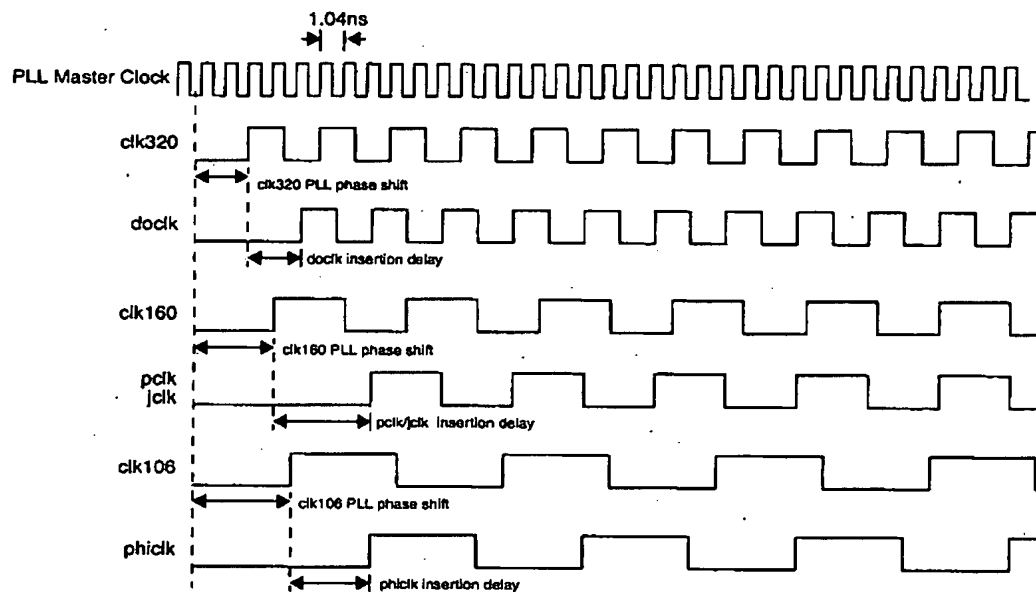 1.04ns
PLL Master Clock
clk320
clk320 PLL phase shift
doclk
doclk insertion delay
clk160
clk160 PLL phase shift
pclk
jclk
pclk/jclk insertion delay
clk106
clk106 PLL phase shift
phiclk
phiclk insertion delay